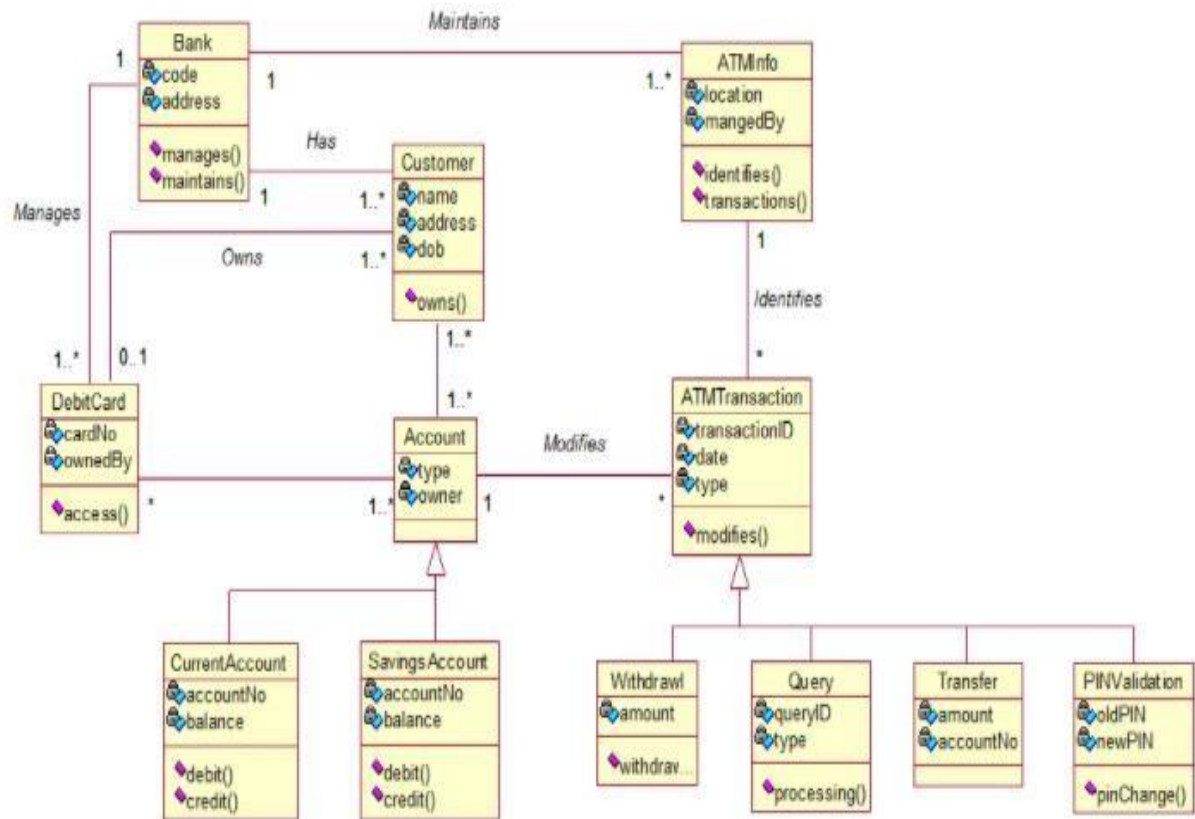 Maintains
Bank
code
address
manages()
maintains()
1
1
1..*
ATMInfo
location
mangedBy
identifies()
transactions()
Has
1
1..*
Customer
name
address
dob
owns()
Manages
Owns
1..*
1
Identifies
*
1..*
0..1
1..*
1..*
DebitCard
cardNo
ownedBy
access()
*
1..*
Account
type
owner
Modifies
1
*
ATMTransaction
transactionID
date
type
modifies()
CurrentAccount
accountNo
balance
debit()
credit()
SavingsAccount
accountNo
balance
debit()
credit()
Withdrawl
amount
withdraw...
Query
queryID
type
processing()
Transfer
amount
accountNo
PINValidation
oldPIN
newPIN
pinChange()